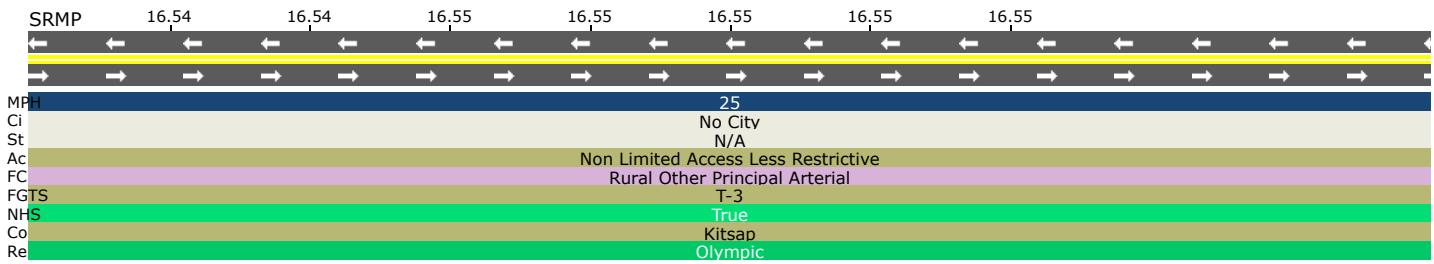 SRMP 16.54 16.54 16.55 16.55 16.55 16.55 16.55
MPH 25
Ci No City
St N/A
Ac Non Limited Access Less Restrictive
FC Rural Other Principal Arterial
FGTS T-3
NHS True
Co Kitsap
Re Olympic